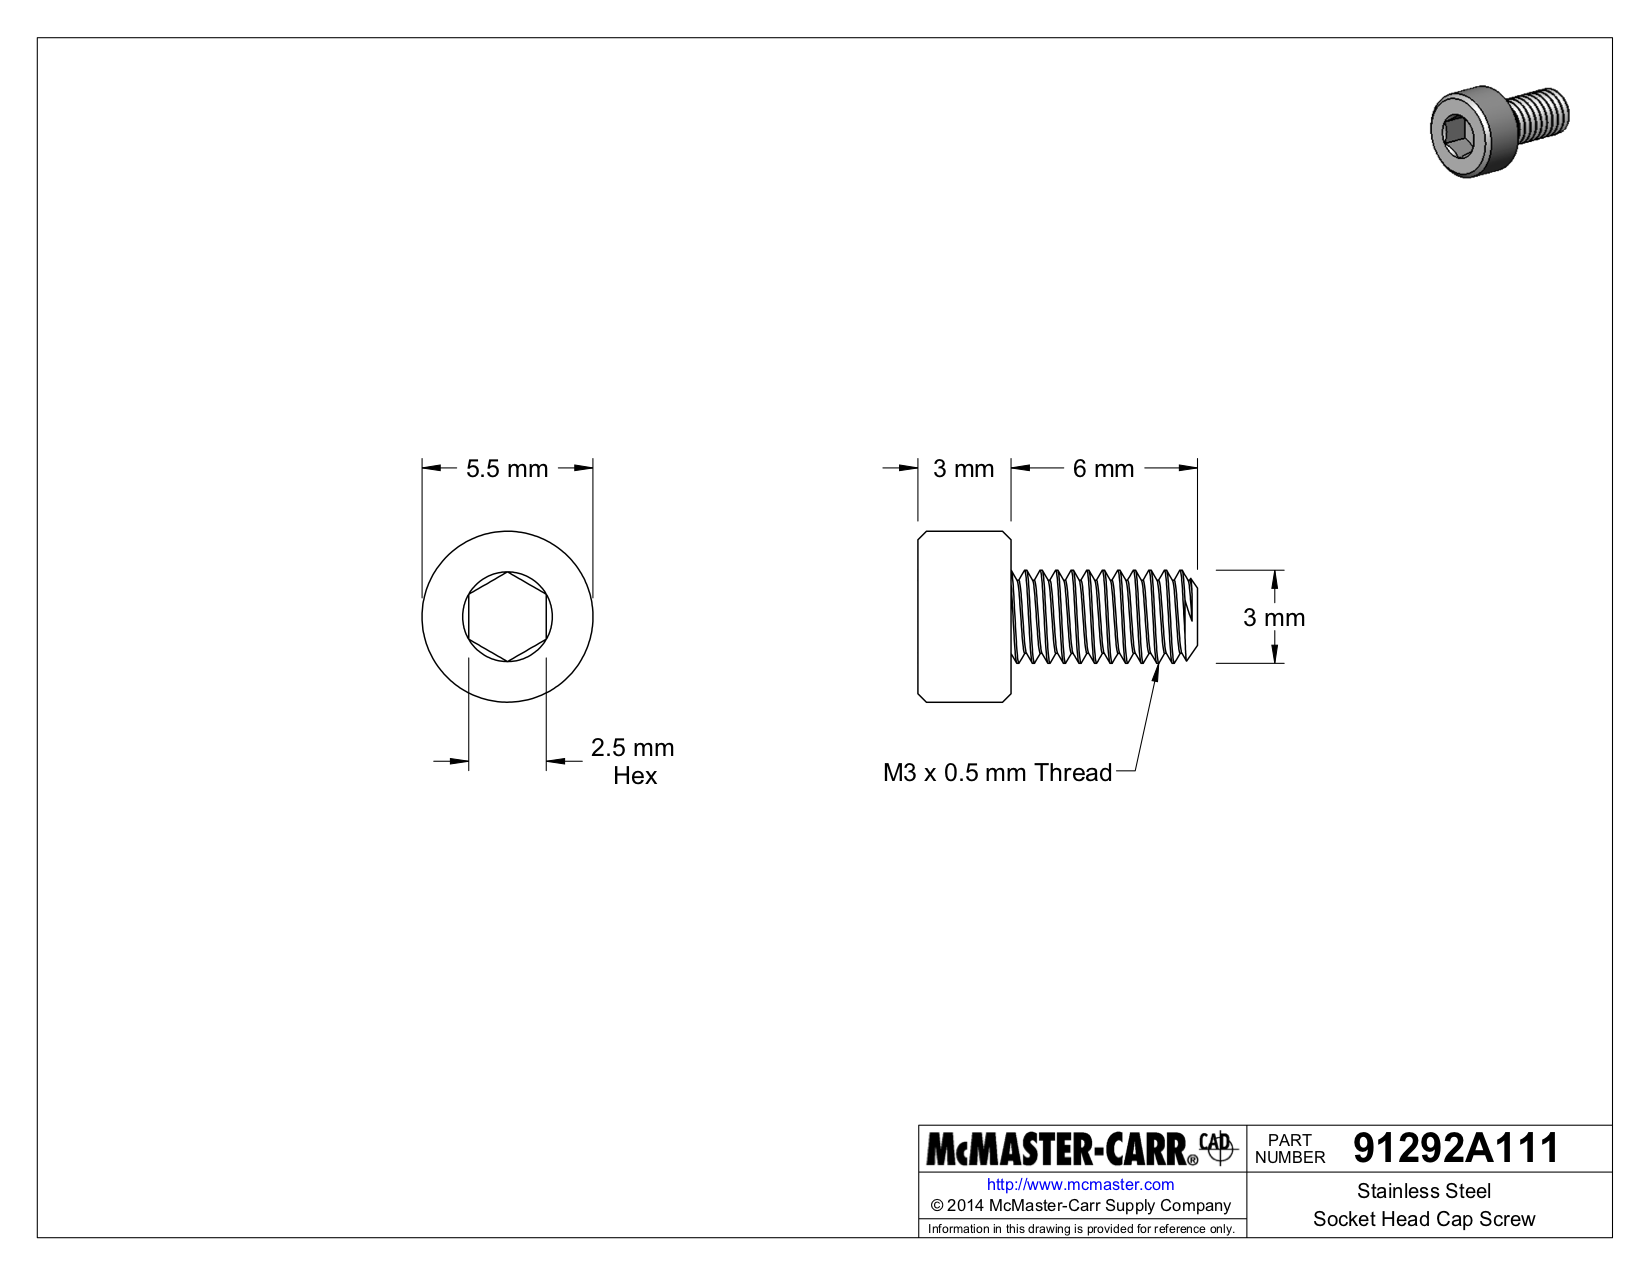 5.5 mm
3 mm
6 mm
3 mm
2.5 mm
Hex
M3 x 0.5 mm Thread
McMASTER-CARR® CAD
http://www.mcmaster.com
© 2014 McMaster-Carr Supply Company
Information in this drawing is provided for reference only.
PART
NUMBER
91292A111
Stainless Steel
Socket Head Cap Screw